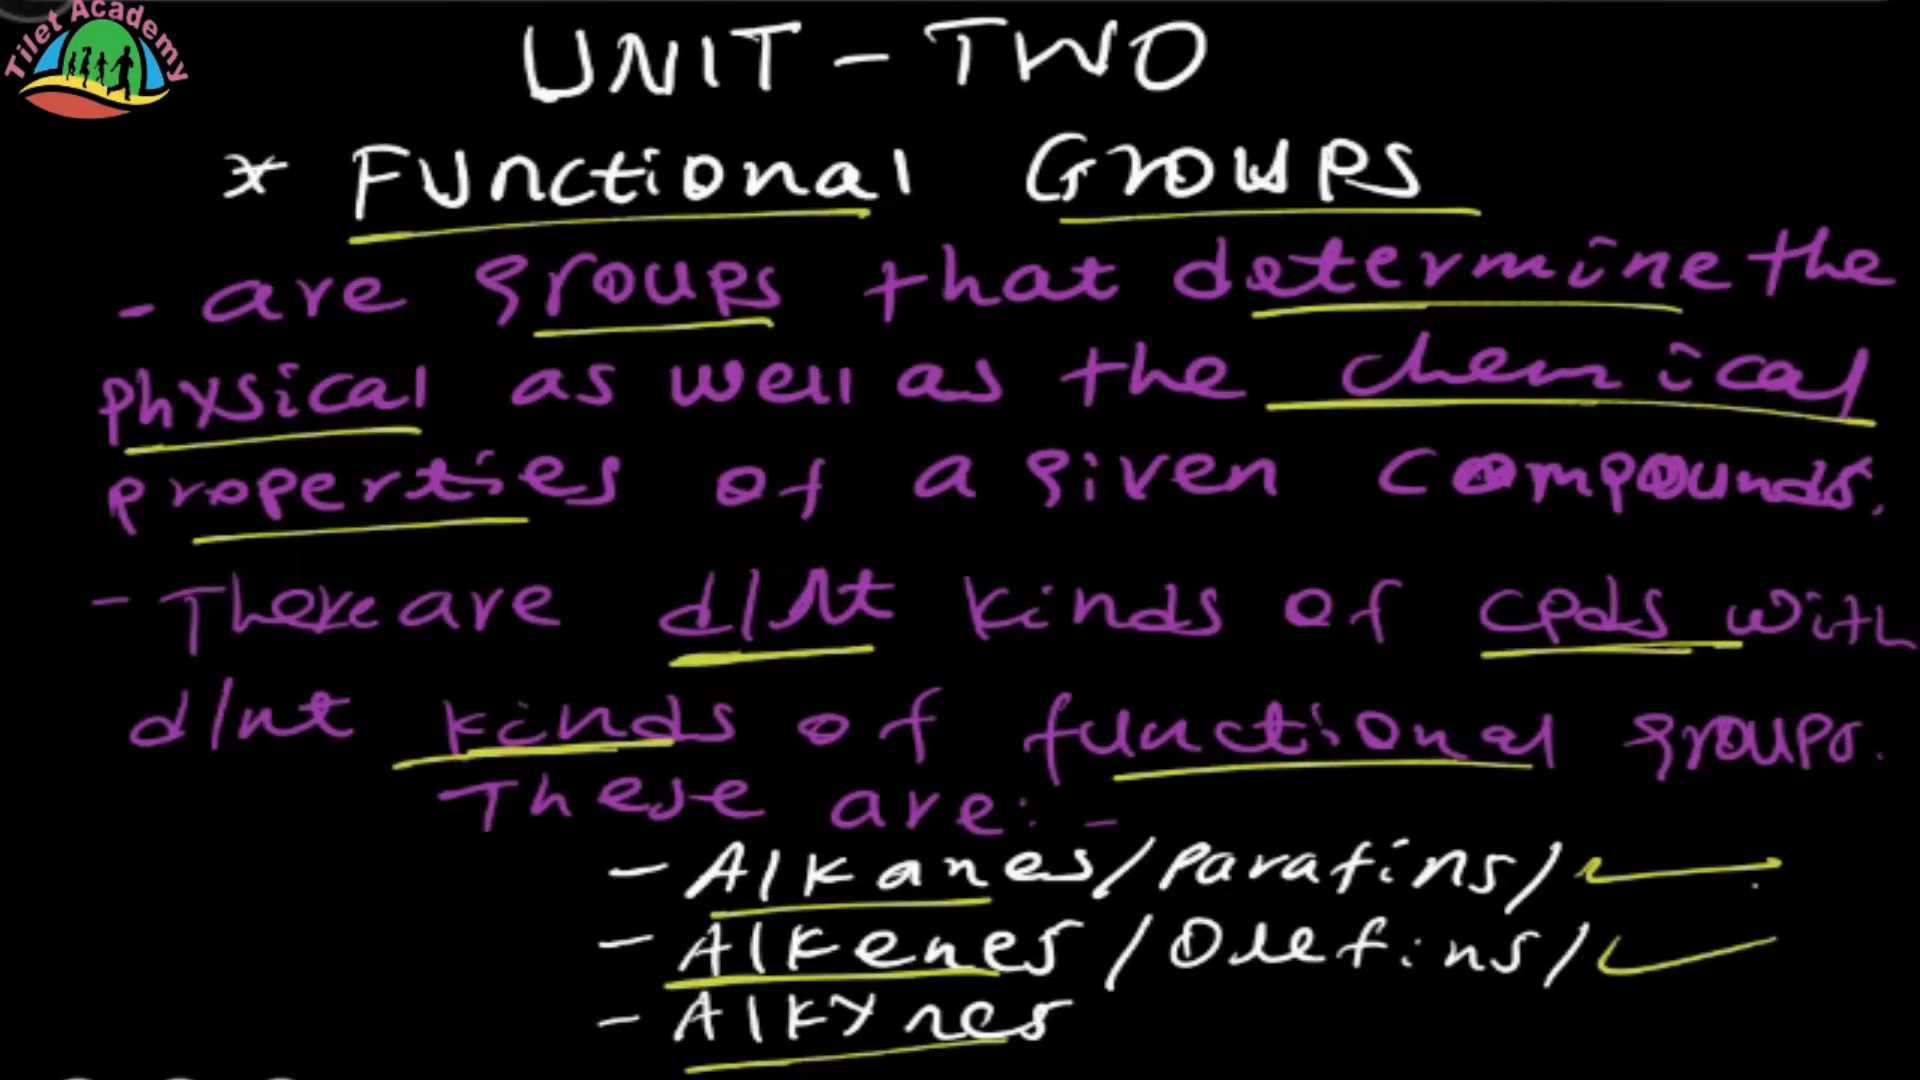 Tilet Academy
UNIT - TWO
* Functional Groups
- are groups that determine the
physical as well as the chemical
properties of a given compounds.
- There are d/nt kinds of cpds with
d/nt kinds of functional groups.
These are: -
- Alkanes/parafins/
- Alkenes/Olefins/
- Alkynes